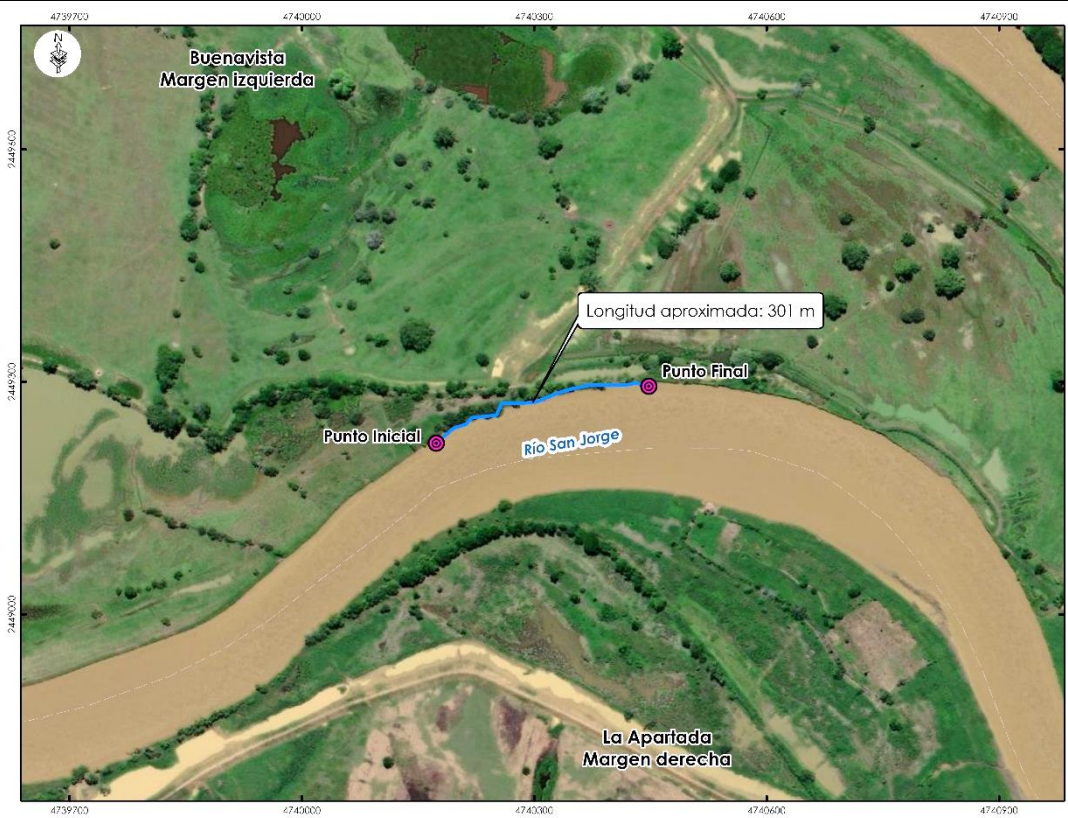 4739700 4740000 4740300 4740600 4740900
N
Buenavista
Margen izquierda
2449600
Longitud aproximada: 301 m
2449300
Punto Final
Punto Inicial
Río San Jorge
2449000
La Apartada
Margen derecha
4739700 4740000 4740300 4740600 4740900